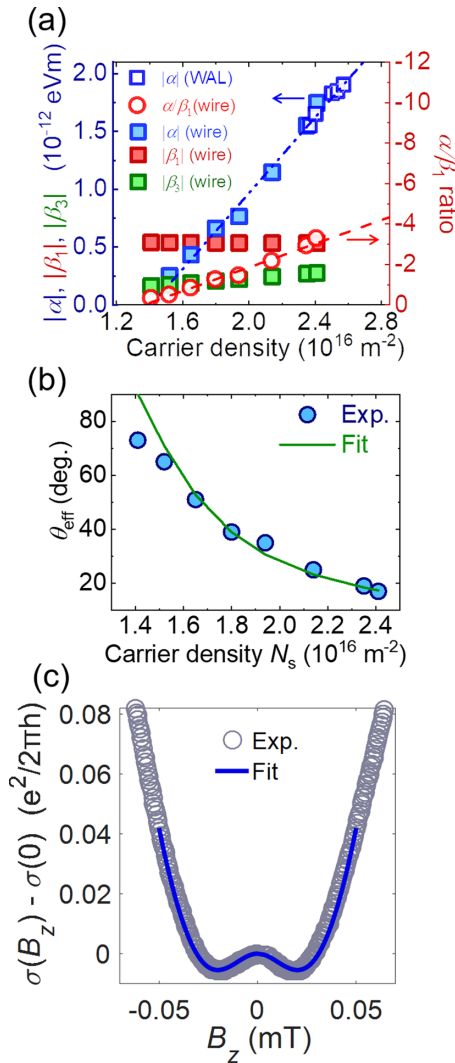 (a)
2.0
1.5
1.0
0.5
0.0
|α|, |β₁|, |β₃| (10⁻¹² eVm)
|α| (WAL)
α/β₁(wire)
|α| (wire)
|β₁| (wire)
|β₃| (wire)
-12
-10
-8
-6
-4
-2
0
α/β₁ ratio
1.2 1.6 2.0 2.4 2.8
Carrier density (10¹⁶ m⁻²)
(b)
80
60
40
20
θeff (deg.)
Exp.
Fit
1.4 1.6 1.8 2.0 2.2 2.4
Carrier density Ns (10¹⁶ m⁻²)
(c)
0.08
0.06
0.04
0.02
0
σ(Bz) - σ(0) (e²/2πh)
Exp.
Fit
-0.05 0 0.05
Bz (mT)